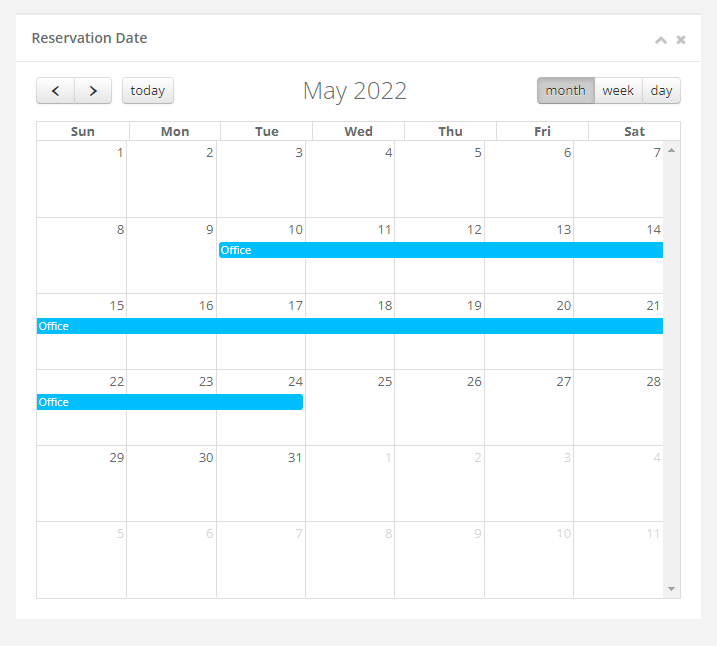 Reservation Date
today May 2022 month week day
Sun Mon Tue Wed Thu Fri Sat
1 2 3 4 5 6 7
8 9 10 11 12 13 14
Office
15 16 17 18 19 20 21
Office
22 23 24 25 26 27 28
Office
29 30 31 1 2 3 4
5 6 7 8 9 10 11